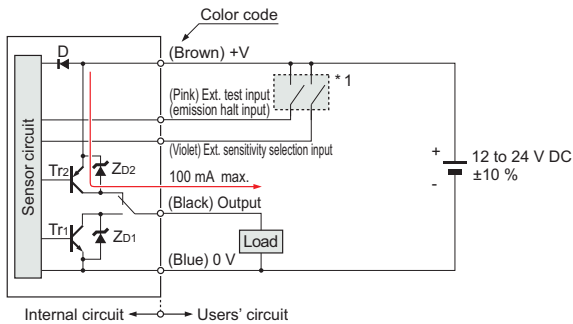 Color code
D
(Brown) +V
* 1
(Pink) Ext. test input
(emission halt input)
(Violet) Ext. sensitivity selection input
Sensor circuit
Tr2
ZD2
100 mA max.
+
-
12 to 24 V DC
±10 %
(Black) Output
Tr1
ZD1
Load
(Blue) 0 V
Internal circuit
Users' circuit